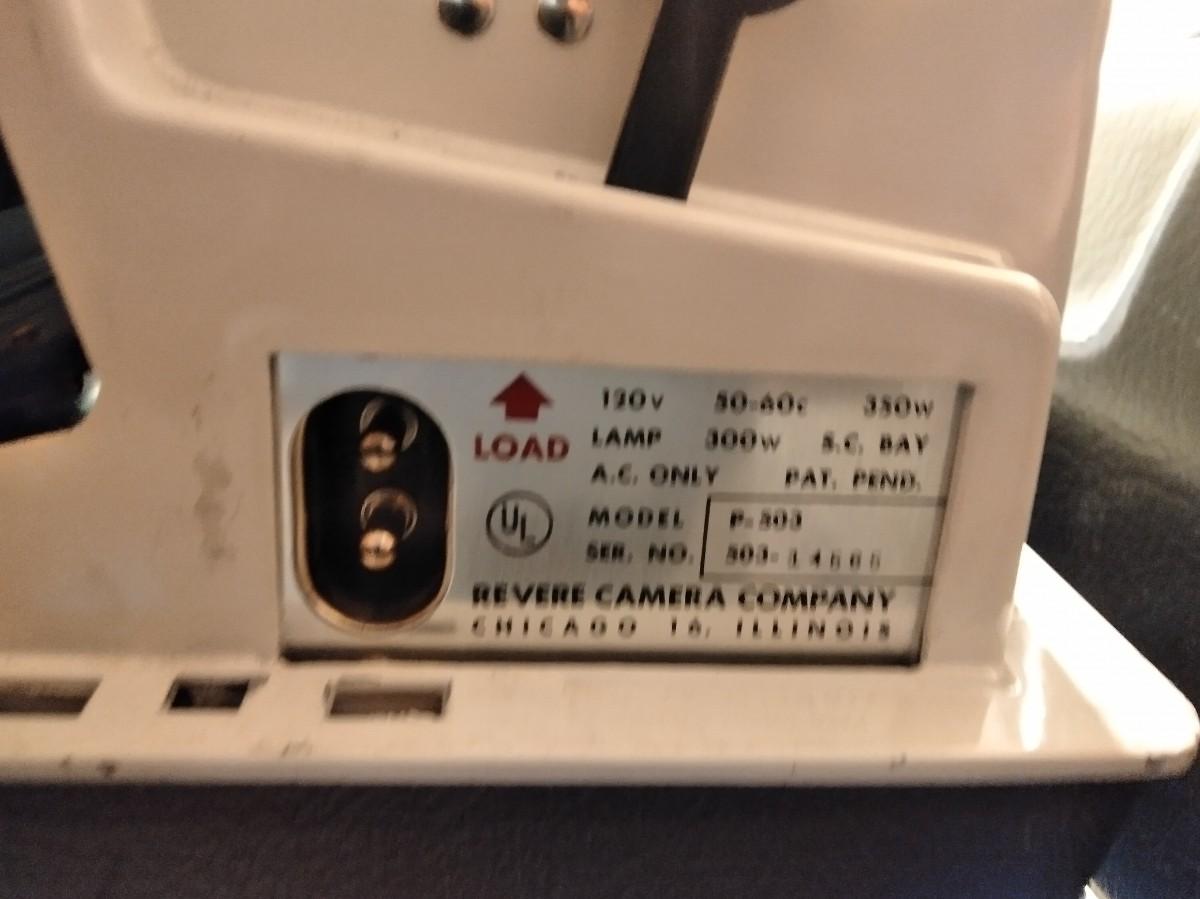 LOAD
UL
120V 50-60C 350W
LAMP 300W S.C. BAY
A.C. ONLY PAT. PEND.
MODEL P-503
SER. NO. 503-
REVERE CAMERA COMPANY
CHICAGO 16, ILLINOIS